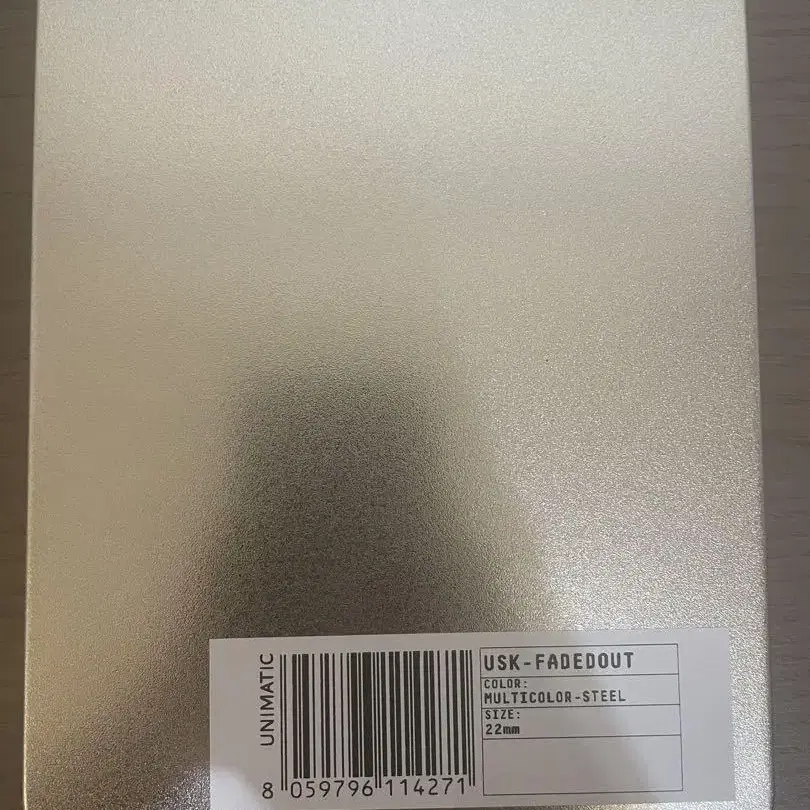 UNIMATIC
8 059796 114271
USK-FADEDOUT
COLOR:
MULTICOLOR-STEEL
SIZE:
22mm